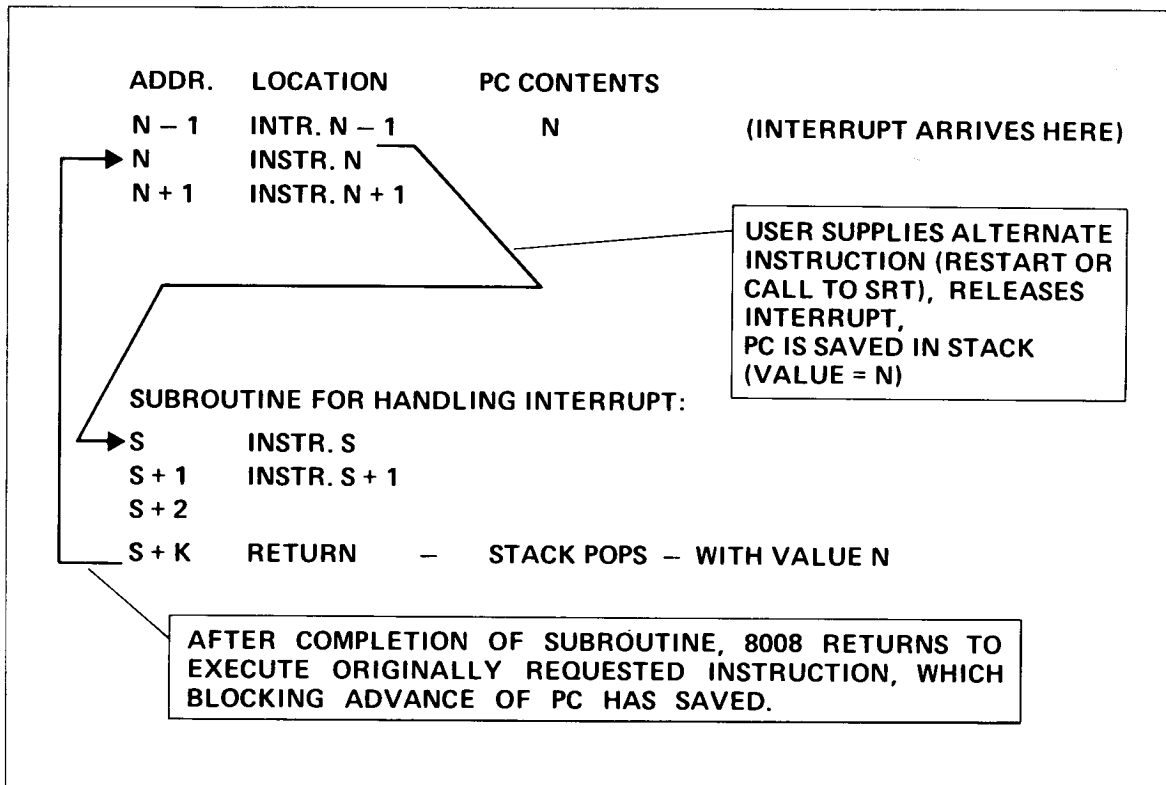 ADDR. LOCATION PC CONTENTS
N – 1 INTR. N – 1 N (INTERRUPT ARRIVES HERE)
N INSTR. N
N + 1 INSTR. N + 1
USER SUPPLIES ALTERNATE
INSTRUCTION (RESTART OR
CALL TO SRT), RELEASES
INTERRUPT,
PC IS SAVED IN STACK
(VALUE = N)
SUBROUTINE FOR HANDLING INTERRUPT:
S INSTR. S
S + 1 INSTR. S + 1
S + 2
S + K RETURN – STACK POPS – WITH VALUE N
AFTER COMPLETION OF SUBROUTINE, 8008 RETURNS TO
EXECUTE ORIGINALLY REQUESTED INSTRUCTION, WHICH
BLOCKING ADVANCE OF PC HAS SAVED.